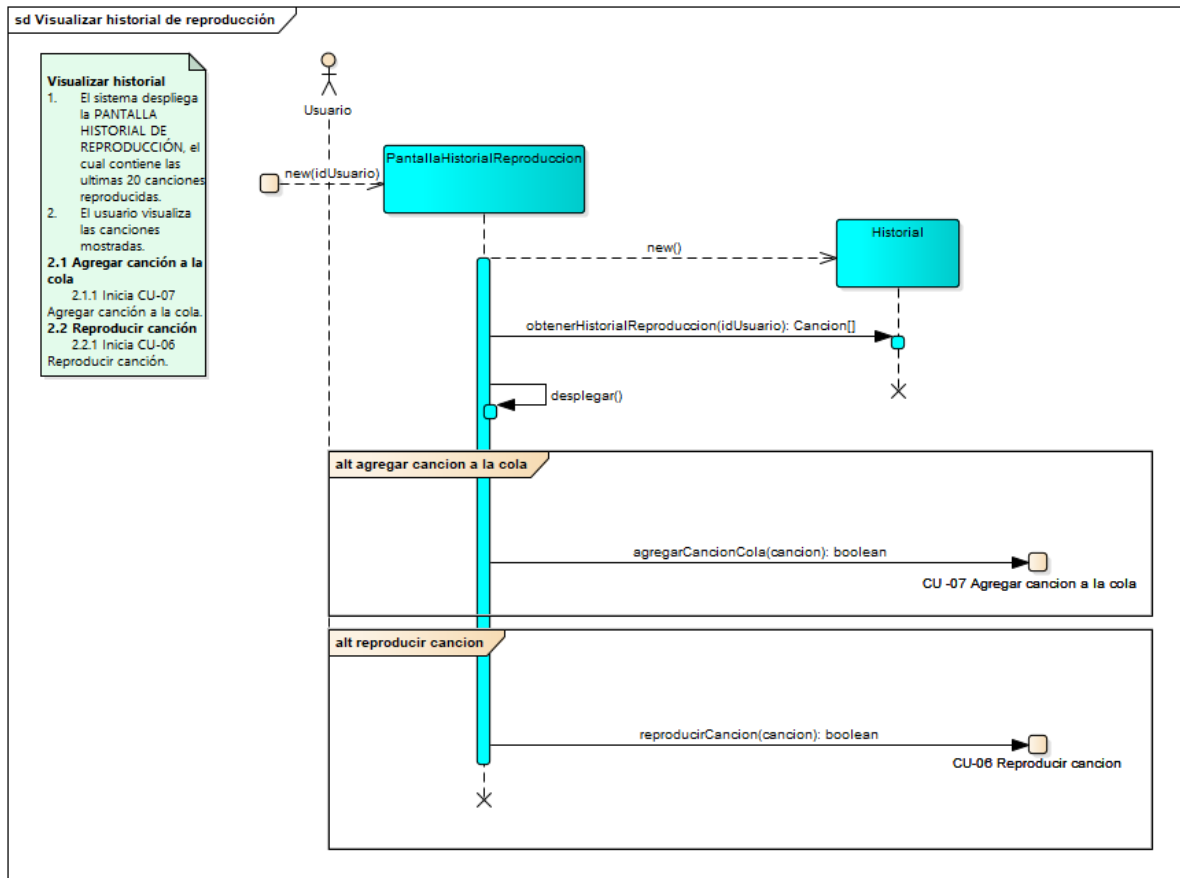 sd Visualizar historial de reproducción
Visualizar historial
1. El sistema despliega
la PANTALLA
HISTORIAL DE
REPRODUCCIÓN, el
cual contiene las
ultimas 20 canciones
reproducidas.
2. El usuario visualiza
las canciones
mostradas.
2.1 Agregar canción a la
cola
2.1.1 Inicia CU-07
Agregar canción a la cola.
2.2 Reproducir canción
2.2.1 Inicia CU-06
Reproducir canción.
Usuario
new(idUsuario)
PantallaHistorialReproduccion
new()
Historial
obtenerHistorialReproduccion(idUsuario): Cancion[]
desplegar()
alt agregar cancion a la cola
agregarCancionCola(cancion): boolean
CU -07 Agregar cancion a la cola
alt reproducir cancion
reproducirCancion(cancion): boolean
CU-06 Reproducir cancion